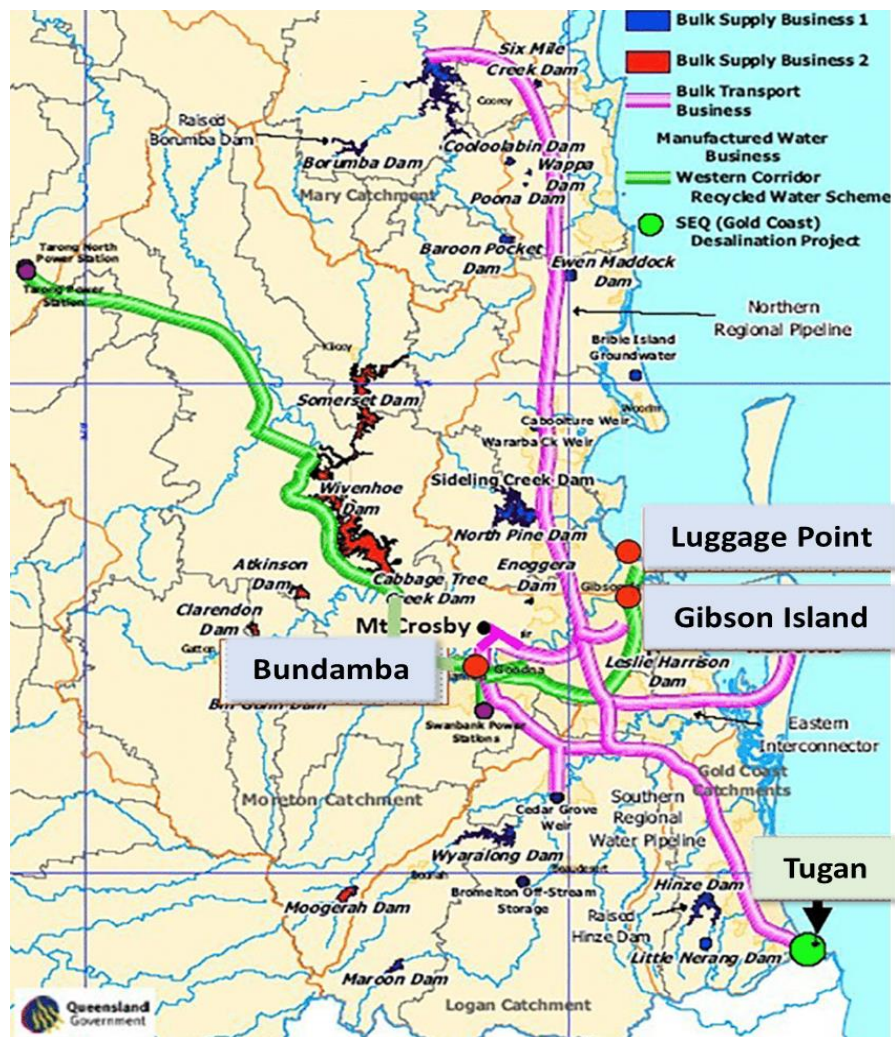 Bulk Supply Business 1
Bulk Supply Business 2
Bulk Transport
Business
Manufactured Water
Business
Western Corridor
Recycled Water Scheme
SEQ (Gold Coast)
Desalination Project
Six Mile
Creek Dam
Cooroy
Raised
Borumba Dam
Borumba Dam
Cooloolabin Dam
Wappa
Dam
Poona Dam
Mary Catchment
Baroon Pocket
Dam
Ewen Maddock
Dam
Tarong North
Power Station
Tarong Power
Station
Northern
Regional Pipeline
Bribie Island
Groundwater
Kilcoy
Somerset Dam
Woorim
Caboolture Weir
Wararba Ck Weir
Wivenhoe
Dam
Sideling Creek Dam
North Pine Dam
Luggage Point
Enoggera
Dam
Atkinson
Dam
Cabbage Tree
Creek Dam
Gibson Island
Clarendon
Dam
Gatton
Mt Crosby
Bundamba
Goodna
Leslie Harrison
Dam
Swanbank Power
Stations
Eastern
Interconnector
Gold Coast
Catchments
Moreton Catchment
Cedar Grove
Weir
Southern
Regional
Water Pipeline
Wyaralong Dam
Boonah
Beaudesert
Tugan
Bromelton Off-Stream
Storage
Hinze Dam
Moogerah Dam
Raised
Hinze Dam
Little Nerang Dam
Maroon Dam
Logan Catchment
Queensland
Government